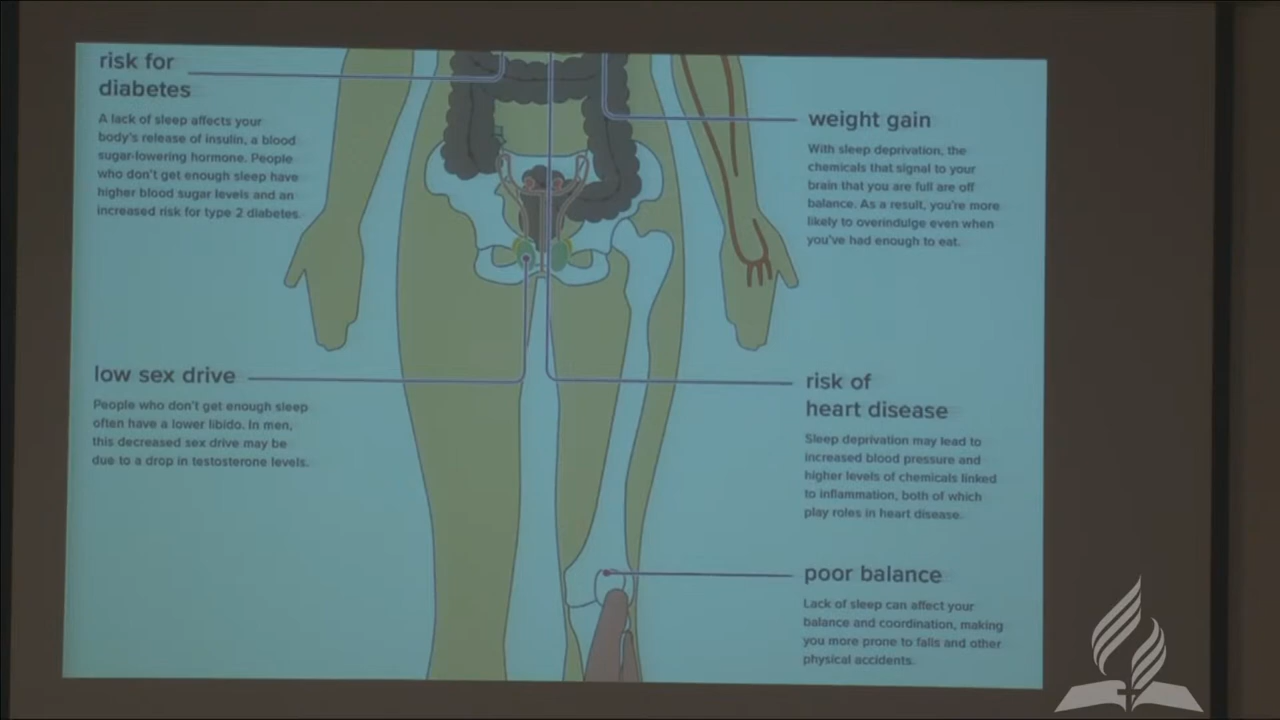 risk for
diabetes
A lack of sleep affects your
body's release of insulin, a blood
sugar-lowering hormone. People
who don't get enough sleep have
higher blood sugar levels and an
increased risk for type 2 diabetes.
weight gain
With sleep deprivation, the
chemicals that signal to your
brain that you are full are off
balance. As a result, you're more
likely to overindulge even when
you've had enough to eat.
low sex drive
People who don't get enough sleep
often have a lower libido. In men,
this decreased sex drive may be
due to a drop in testosterone levels.
risk of
heart disease
Sleep deprivation may lead to
increased blood pressure and
higher levels of chemicals linked
to inflammation, both of which
play roles in heart disease.
poor balance
Lack of sleep can affect your
balance and coordination, making
you more prone to falls and other
physical accidents.